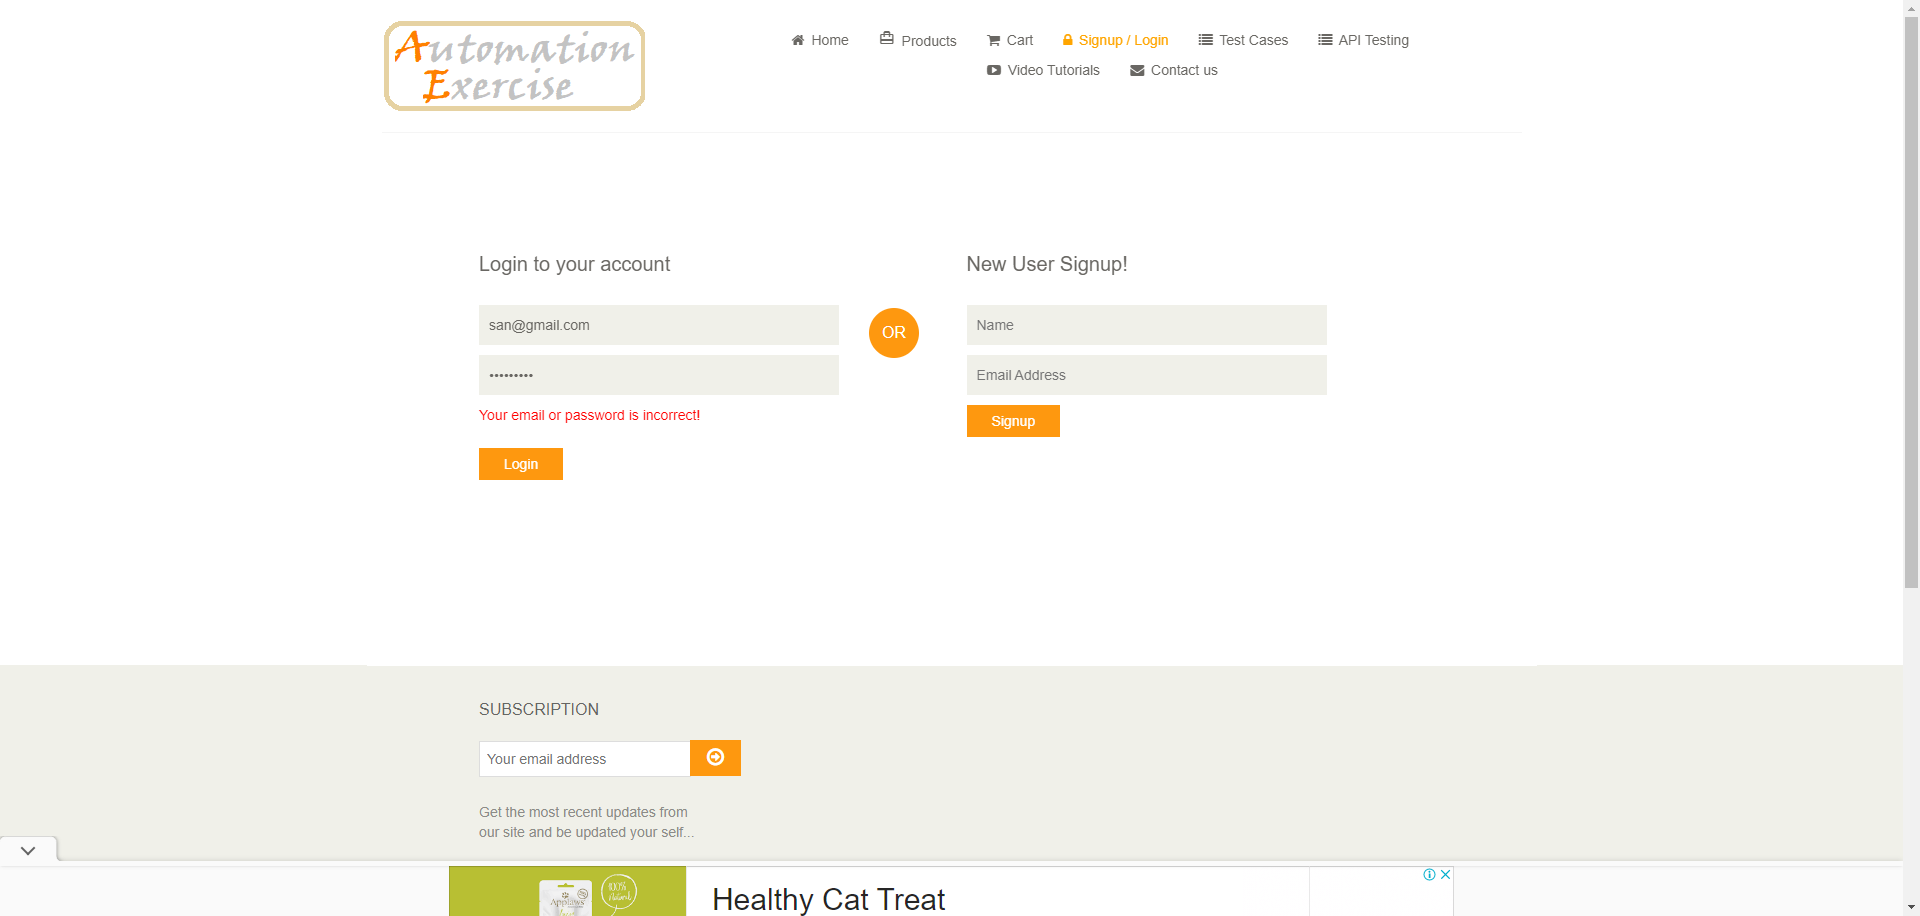 Automation
Exercise
Home
Products
Cart
Signup / Login
Test Cases
API Testing
Video Tutorials
Contact us
Login to your account
san@gmail.com
•••••••••
Your email or password is incorrect!
Login
OR
New User Signup!
Name
Email Address
Signup
SUBSCRIPTION
Your email address
Get the most recent updates from
our site and be updated your self...
100%
Natural
Applaws
Healthy Cat Treat